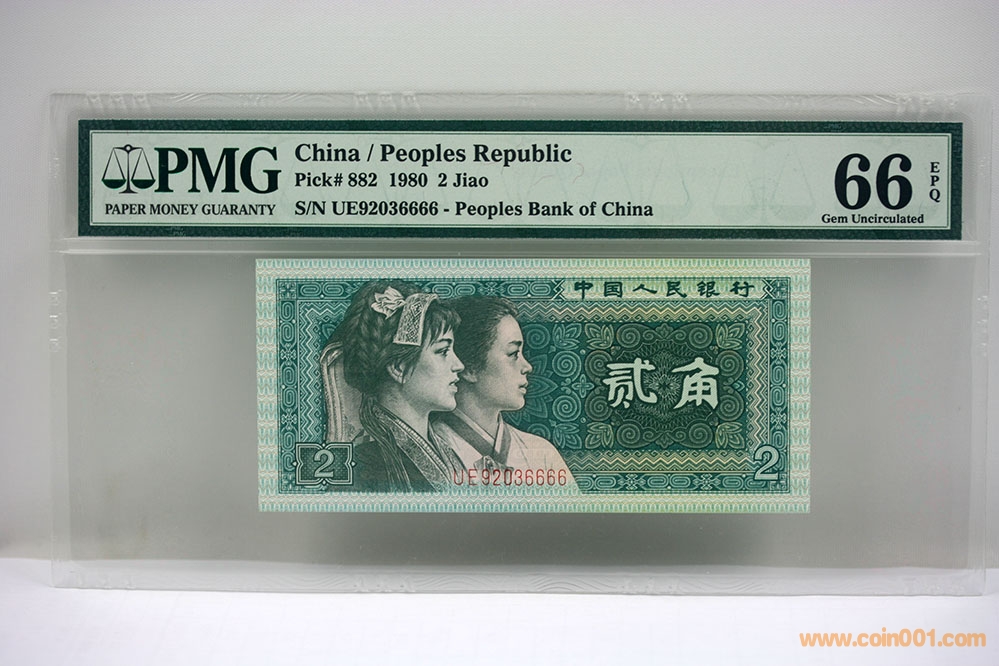 PMG
PAPER MONEY GUARANTY
China / Peoples Republic
Pick# 882 1980 2 Jiao
S/N UE92036666 - Peoples Bank of China
66
EPQ
Gem Uncirculated
中国人民银行
贰角
2
UE92036666
2
www.coin001.com